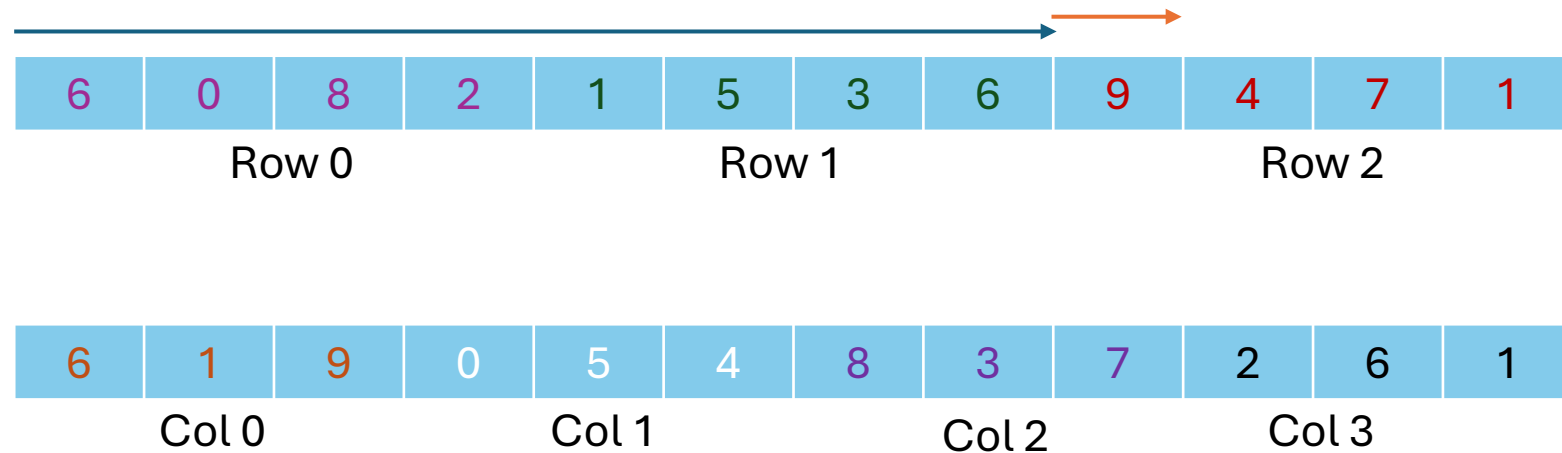 6 0 8 2 1 5 3 6 9 4 7 1
Row 0 Row 1 Row 2
6 1 9 0 5 4 8 3 7 2 6 1
Col 0 Col 1 Col 2 Col 3